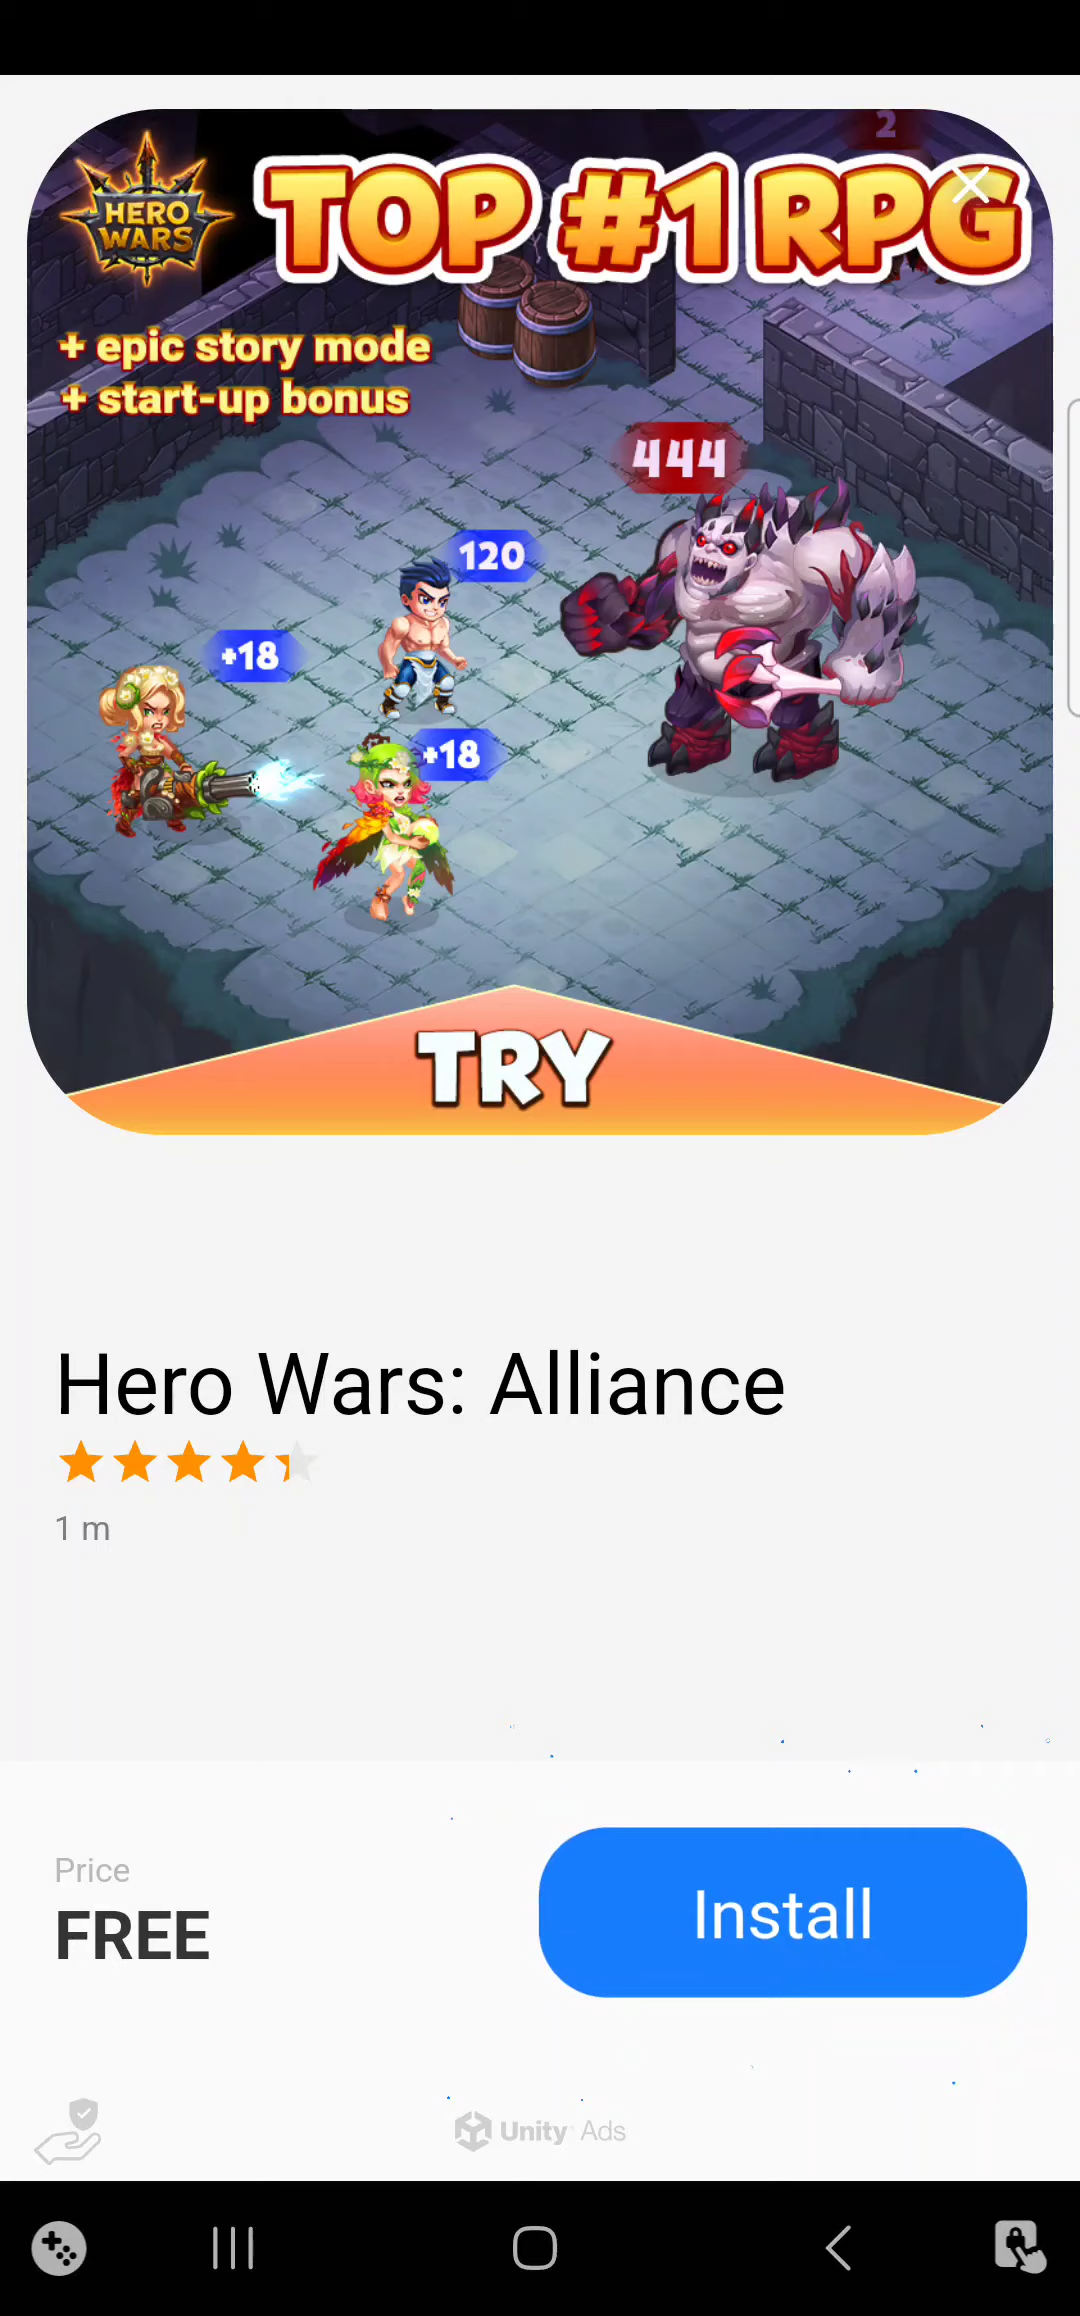 2
HERO
WARS
TOP #1 RPG
+ epic story mode
+ start-up bonus
444
120
+18
+18
TRY
Hero Wars: Alliance
1 m
Price
FREE
Install
Unity Ads